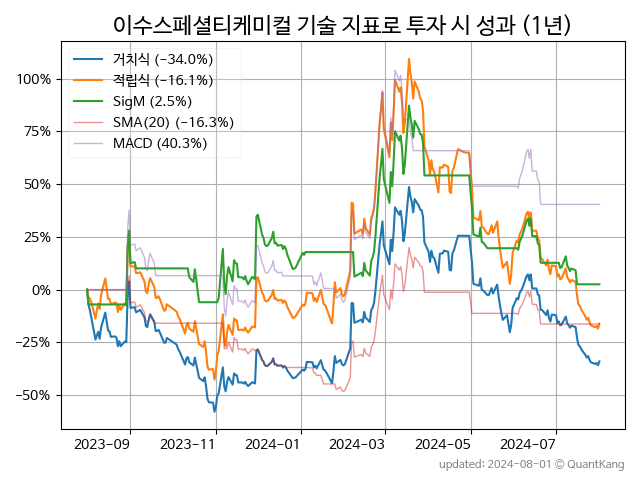 이수스페셜티케미컬 기술 지표로 투자 시 성과 (1년)
거치식 (−34.0%)
적립식 (−16.1%)
SigM (2.5%)
SMA(20) (−16.3%)
MACD (40.3%)
100%
75%
50%
25%
0%
−25%
−50%
2023-09 2023-11 2024-01 2024-03 2024-05 2024-07
updated: 2024-08-01 © QuantKang